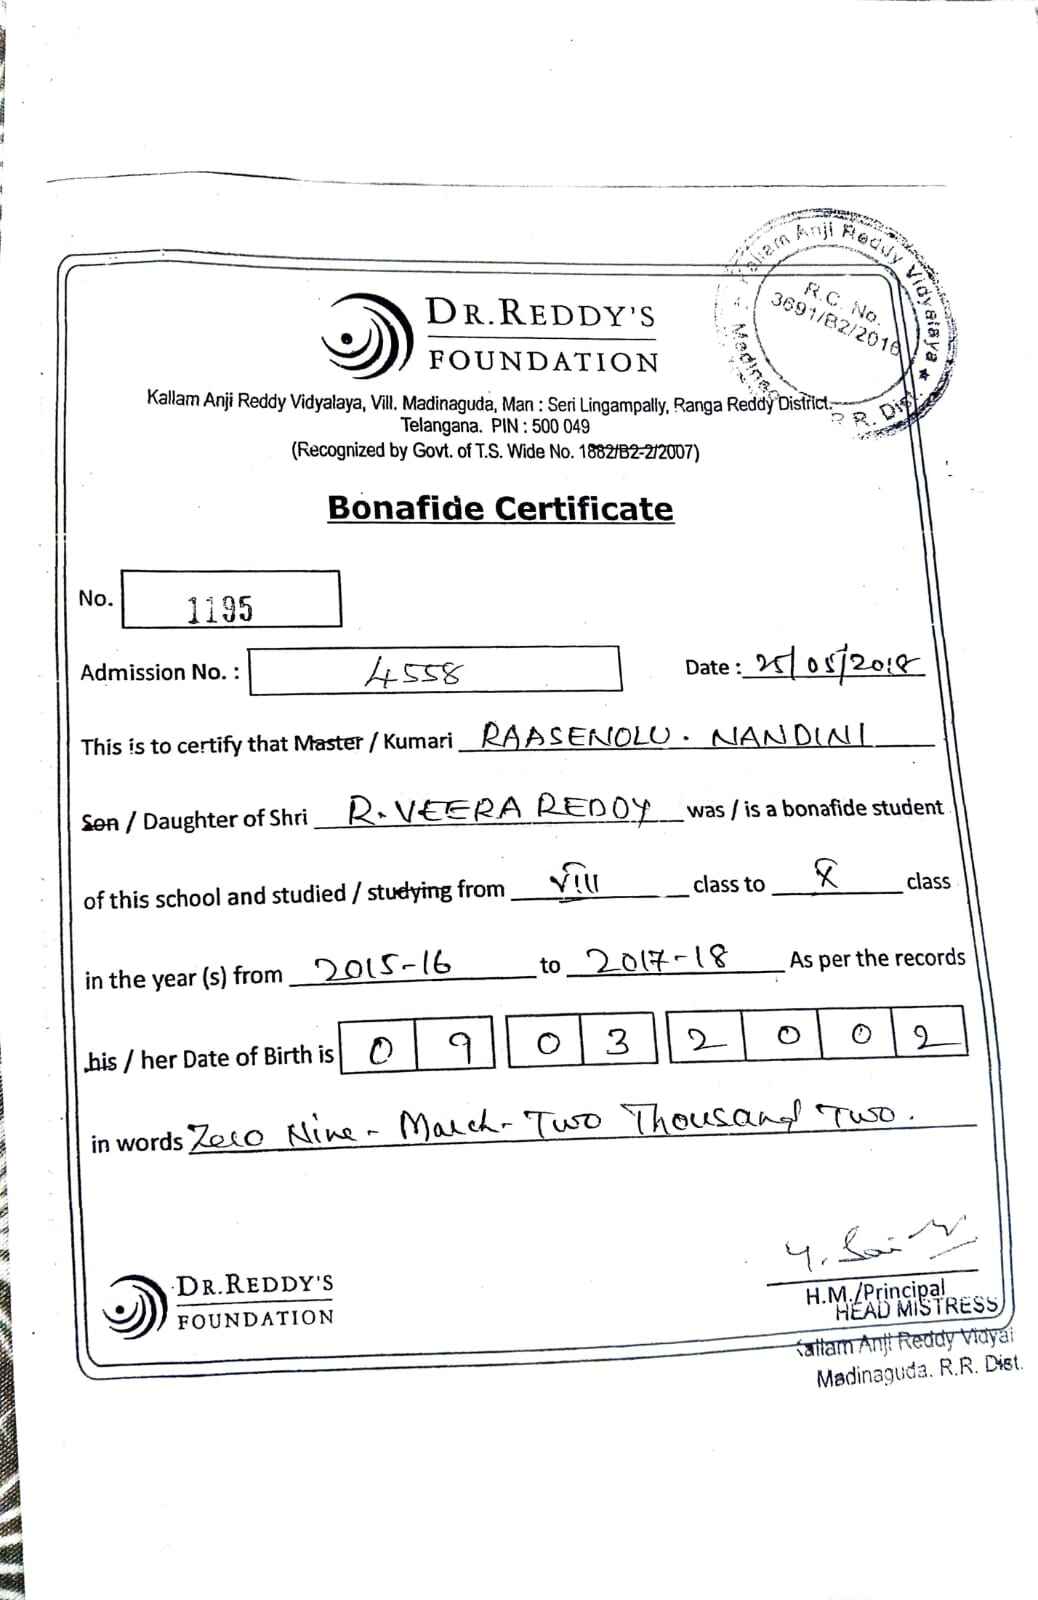 Kallam Anji Reddy Vidyalaya ★
R.C. No.
3691/B2/2016
R.R. Dist.
DR.REDDY'S
FOUNDATION
Kallam Anji Reddy Vidyalaya, Vill. Madinaguda, Man : Seri Lingampally, Ranga Reddy District.
Telangana. PIN : 500 049
(Recognized by Govt. of T.S. Wide No. 1882/B2-2/2007)
Bonafide Certificate
No. 1195
Admission No. : 4558 Date : 25/05/2018
This is to certify that Master / Kumari RAASENOLU. NANDINI
Son / Daughter of Shri R. VEERA REDDY was / is a bonafide student
of this school and studied / studying from VIII class to X class
in the year (s) from 2015-16 to 2017-18 As per the records
his / her Date of Birth is 0 9 0 3 2 0 0 2
in words Zero Nine - March - Two Thousand Two.
DR.REDDY'S
FOUNDATION
H.M./Principal
HEAD MISTRESS
Kallam Anji Reddy Vidyal
Madinaguda. R.R. Dist.